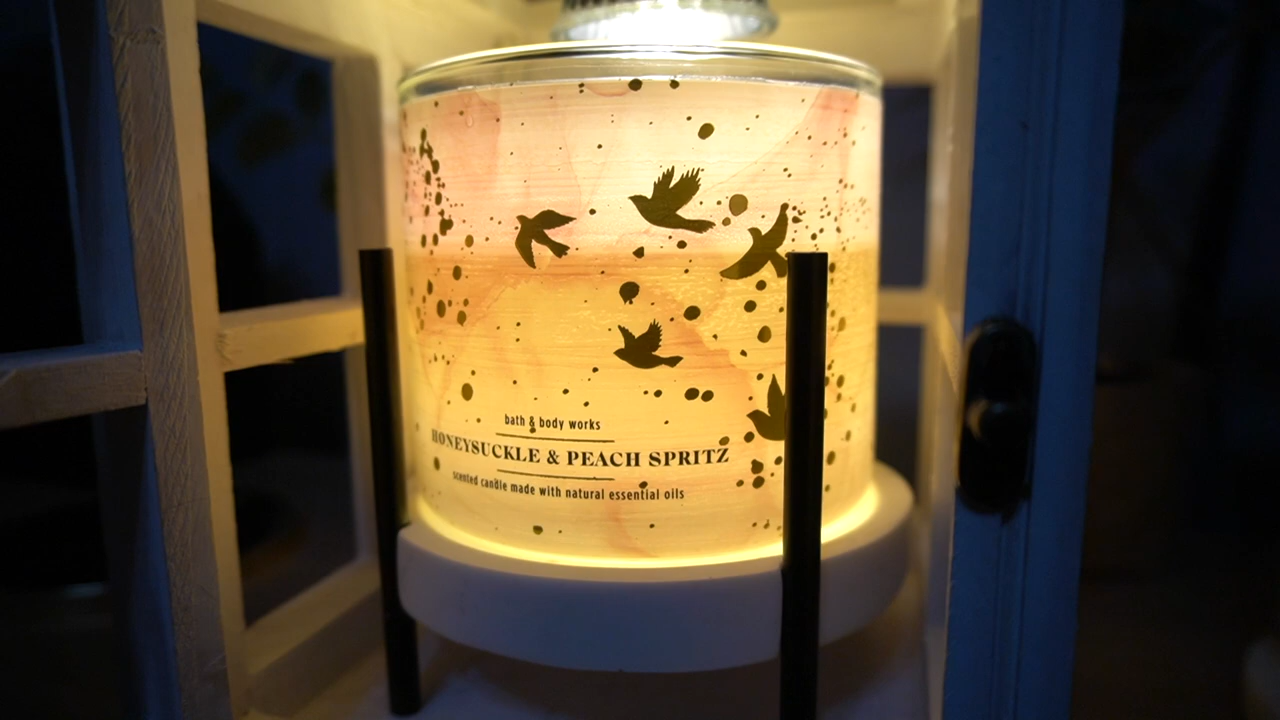 bath & body works
HONEYSUCKLE & PEACH SPRITZ
scented candle made with natural essential oils